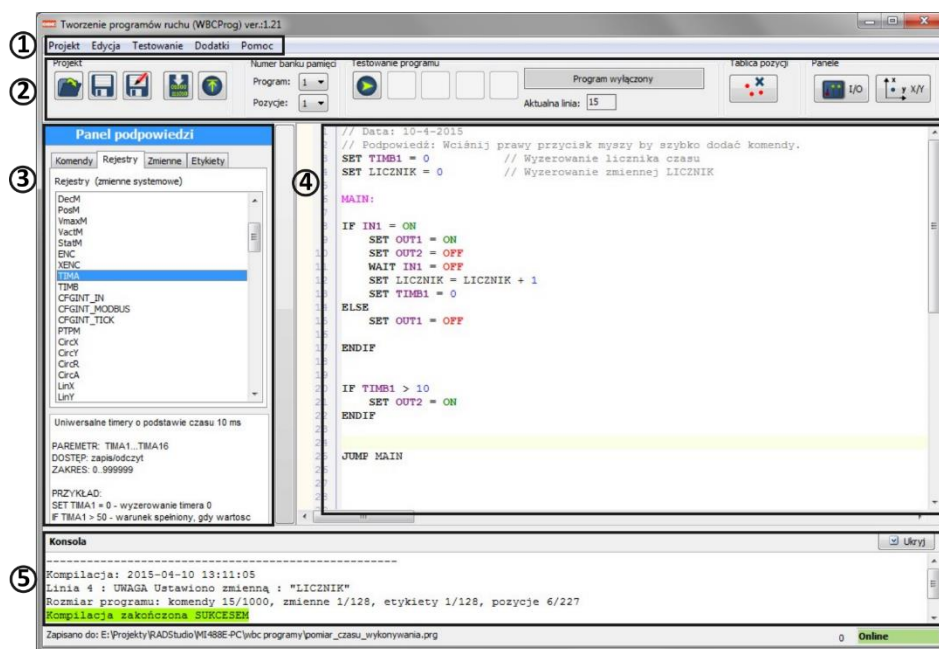 Tworzenie programów ruchu (WBCProg) ver.:1.21
①
Projekt Edycja Testowanie Dodatki Pomoc
②
Projekt
Numer banku pamięci
Program: 1
Pozycje: 1
Testowanie programu
Program wyłączony
Aktualna linia: 15
Tablica pozycji
Panele
I/O
X/Y
③
Panel podpowiedzi
Komendy Rejestry Zmienne Etykiety
Rejestry (zmienne systemowe)
DecM
PosM
VmaxM
VactM
StatM
ENC
XENC
TIMA
TIMB
CFGINT_IN
CFGINT_MODBUS
CFGINT_TICK
PTPM
CircX
CircY
CircR
CircA
LinX
LinY
Uniwersalne timery o podstawie czasu 10 ms
PAREMETR: TIMA1...TIMA16
DOSTĘP: zapis/odczyt
ZAKRES: 0..999999
PRZYKŁAD:
SET TIMA1 = 0 - wyzerowanie timera 0
IF TIMA1 > 50 - warunek spełniony, gdy wartosc
④
// Data: 10-4-2015
// Podpowiedź: Wciśnij prawy przycisk myszy by szybko dodać komendy.
SET TIMB1 = 0 // Wyzerowanie licznika czasu
SET LICZNIK = 0 // Wyzerowanie zmiennej LICZNIK
MAIN:
IF IN1 = ON
SET OUT1 = ON
SET OUT2 = OFF
WAIT IN1 = OFF
SET LICZNIK = LICZNIK + 1
SET TIMB1 = 0
ELSE
SET OUT1 = OFF
ENDIF
IF TIMB1 > 10
SET OUT2 = ON
ENDIF
JUMP MAIN
⑤
Konsola
Ukryj
------------------------------------------------------
Kompilacja: 2015-04-10 13:11:05
Linia 4 : UWAGA Ustawiono zmienną : "LICZNIK"
Rozmiar programu: komendy 15/1000, zmienne 1/128, etykiety 1/128, pozycje 6/227
Kompilacja zakończona SUKCESEM
Zapisano do: E:\Projekty\RADStudio\MI488E-PC\wbc programy\pomiar_czasu_wykonywania.prg
0 Online